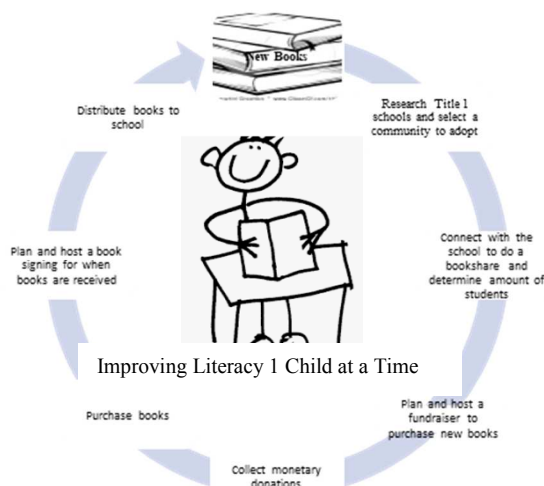 New Books
Research Title 1
schools and select a
community to adopt
Connect with the
school to do a
bookshare and
determine amount of
students
Plan and host a
fundraiser to
purchase new books
Collect monetary
donations
Purchase books
Plan and host a book
signing for when
books are received
Distribute books to
school
Improving Literacy 1 Child at a Time